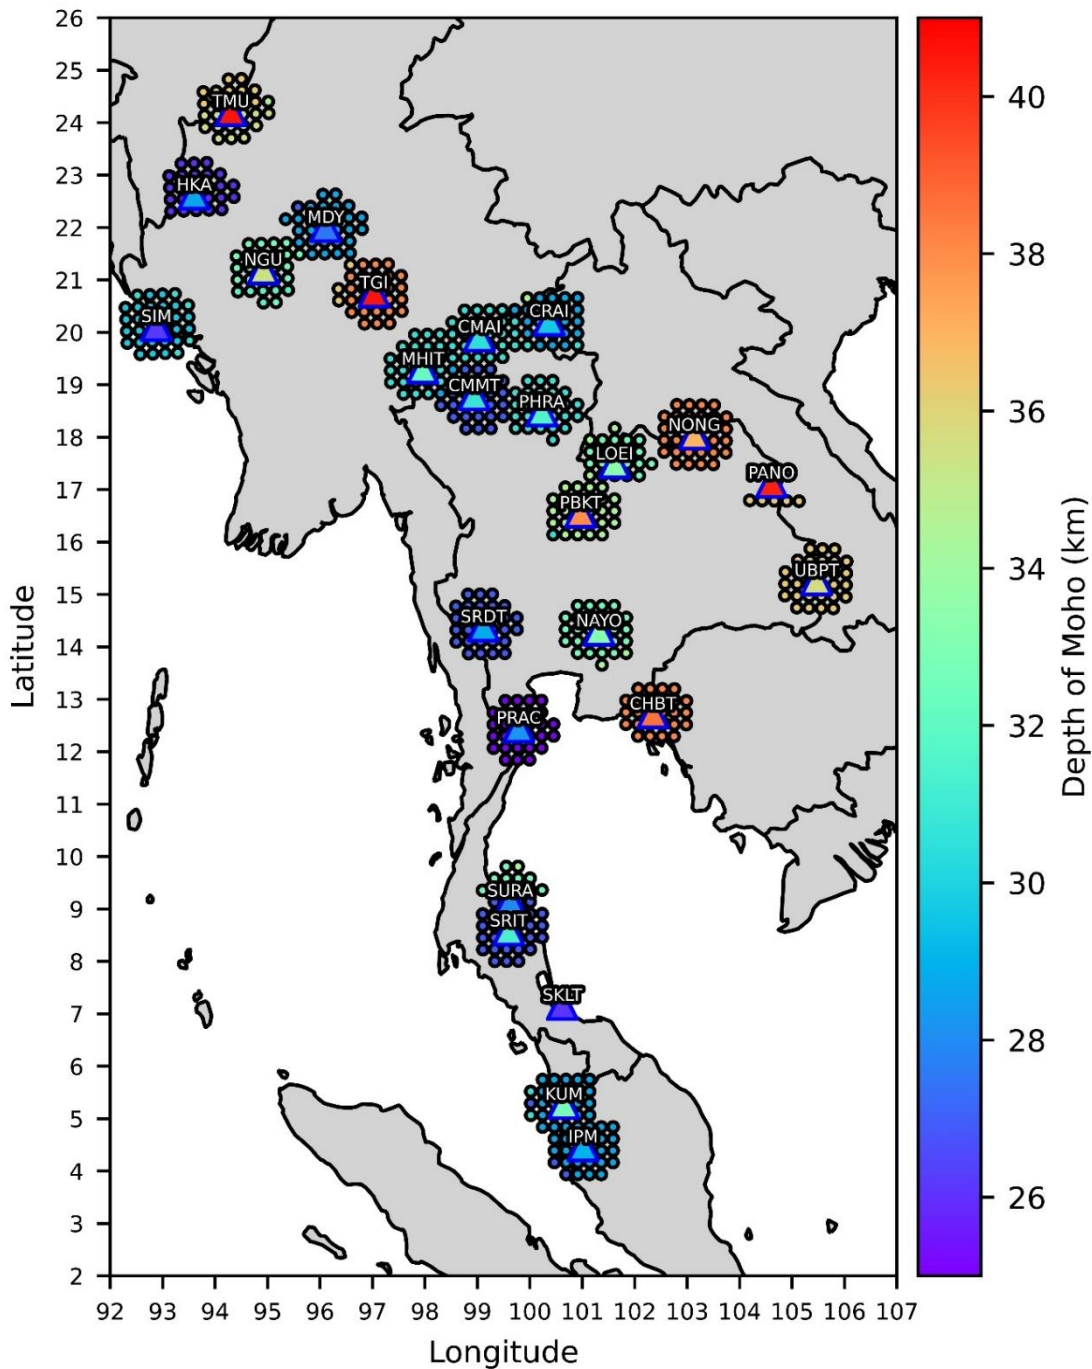 26
25
24
23
22
21
20
19
18
17
16
15
14
13
12
11
10
9
8
7
6
5
4
3
2
Latitude
TMU
HKA
MDY
NGU
TGI
SIM
CRAI
CMAI
MHIT
CMMT
PHRA
NONG
LOEI
PANO
PBKT
UBPT
SRDT
NAYO
PRAC
CHBT
SURA
SRIT
SKLT
KUM
IPM
92 93 94 95 96 97 98 99 100 101 102 103 104 105 106 107
Longitude
40
38
36
34
32
30
28
26
Depth of Moho (km)